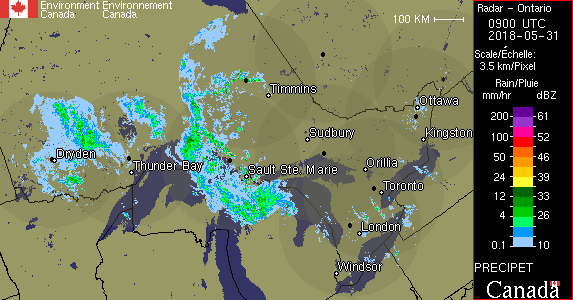 Environment Environnement
Canada Canada
100 KM
Timmins
Ottawa
Sudbury
Kingston
Dryden
Thunder Bay
Sault Ste. Marie
Orillia
Toronto
London
Windsor
Radar - Ontario
0900 UTC
2018-05-31
Scale/Échelle:
3.5 km/Pixel
Rain/Pluie
mm/hr dBZ
200 61
100 52
50 46
24 39
12 33
4 26
0.1 10
PRECIPET
Canada